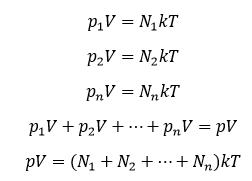 p₁V = N₁kT
p₂V = N₂kT
pₙV = NₙkT
p₁V + p₂V + ⋯ + pₙV = pV
pV = (N₁ + N₂ + ⋯ + Nₙ)kT